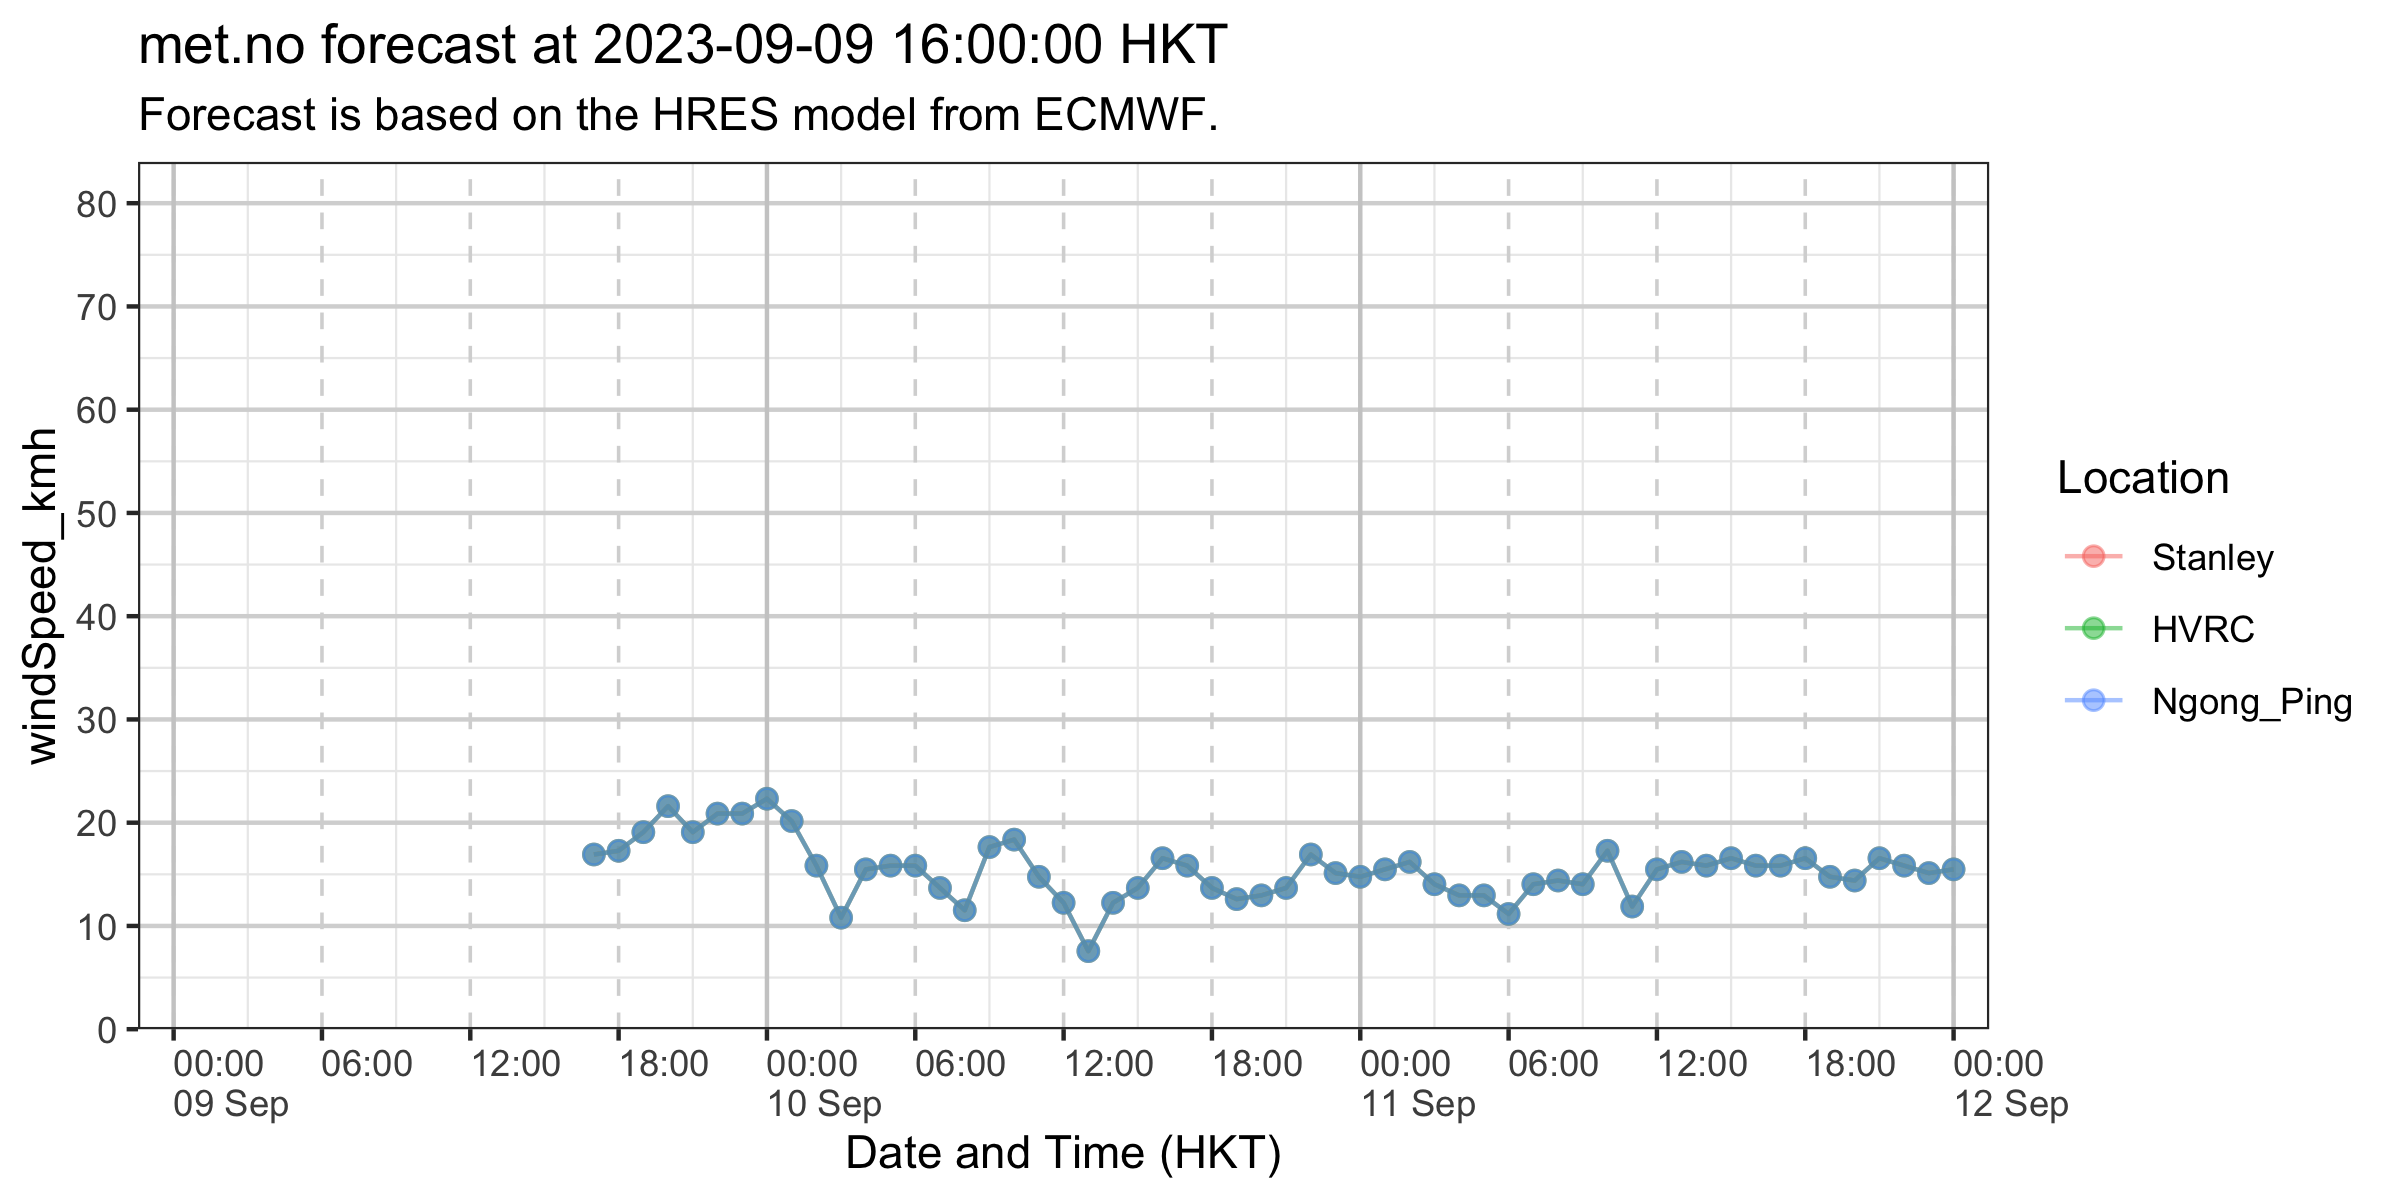 met.no forecast at 2023-09-09 16:00:00 HKT
Forecast is based on the HRES model from ECMWF.
windSpeed_kmh
80
70
60
50
40
30
20
10
0
00:00 06:00 12:00 18:00 00:00 06:00 12:00 18:00 00:00 06:00 12:00 18:00 00:00
09 Sep 10 Sep 11 Sep 12 Sep
Date and Time (HKT)
Location
Stanley
HVRC
Ngong_Ping